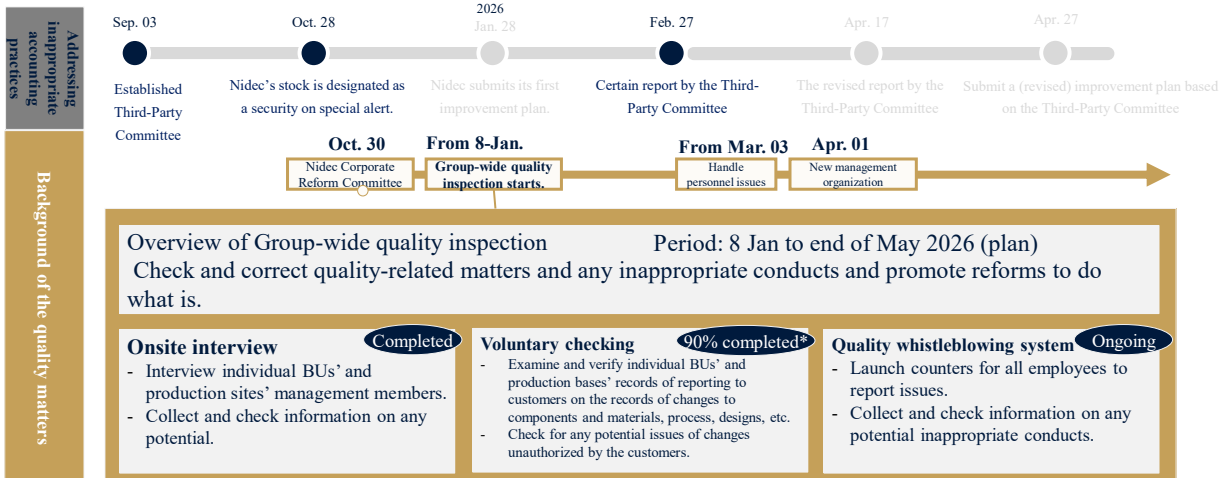 Addressing
inappropriate
accounting
practices
Sep. 03
Established
Third-Party
Committee
Oct. 28
Nidec's stock is designated as
a security on special alert.
2026
Jan. 28
Nidec submits its first
improvement plan.
Feb. 27
Certain report by the Third-
Party Committee
Apr. 17
The revised report by the
Third-Party Committee
Apr. 27
Submit a (revised) improvement plan based
on the Third-Party Committee
Background of the quality matters
Oct. 30
Nidec Corporate
Reform Committee
From 8-Jan.
Group-wide quality
inspection starts.
From Mar. 03
Handle
personnel issues
Apr. 01
New management
organization
Overview of Group-wide quality inspection Period: 8 Jan to end of May 2026 (plan)
Check and correct quality-related matters and any inappropriate conducts and promote reforms to do
what is.
Onsite interview
Completed
- Interview individual BUs' and
production sites' management members.
- Collect and check information on any
potential.
Voluntary checking
90% completed*
- Examine and verify individual BUs' and
production bases' records of reporting to
customers on the records of changes to
components and materials, process, designs, etc.
- Check for any potential issues of changes
unauthorized by the customers.
Quality whistleblowing system
Ongoing
- Launch counters for all employees to
report issues.
- Collect and check information on any
potential inappropriate conducts.